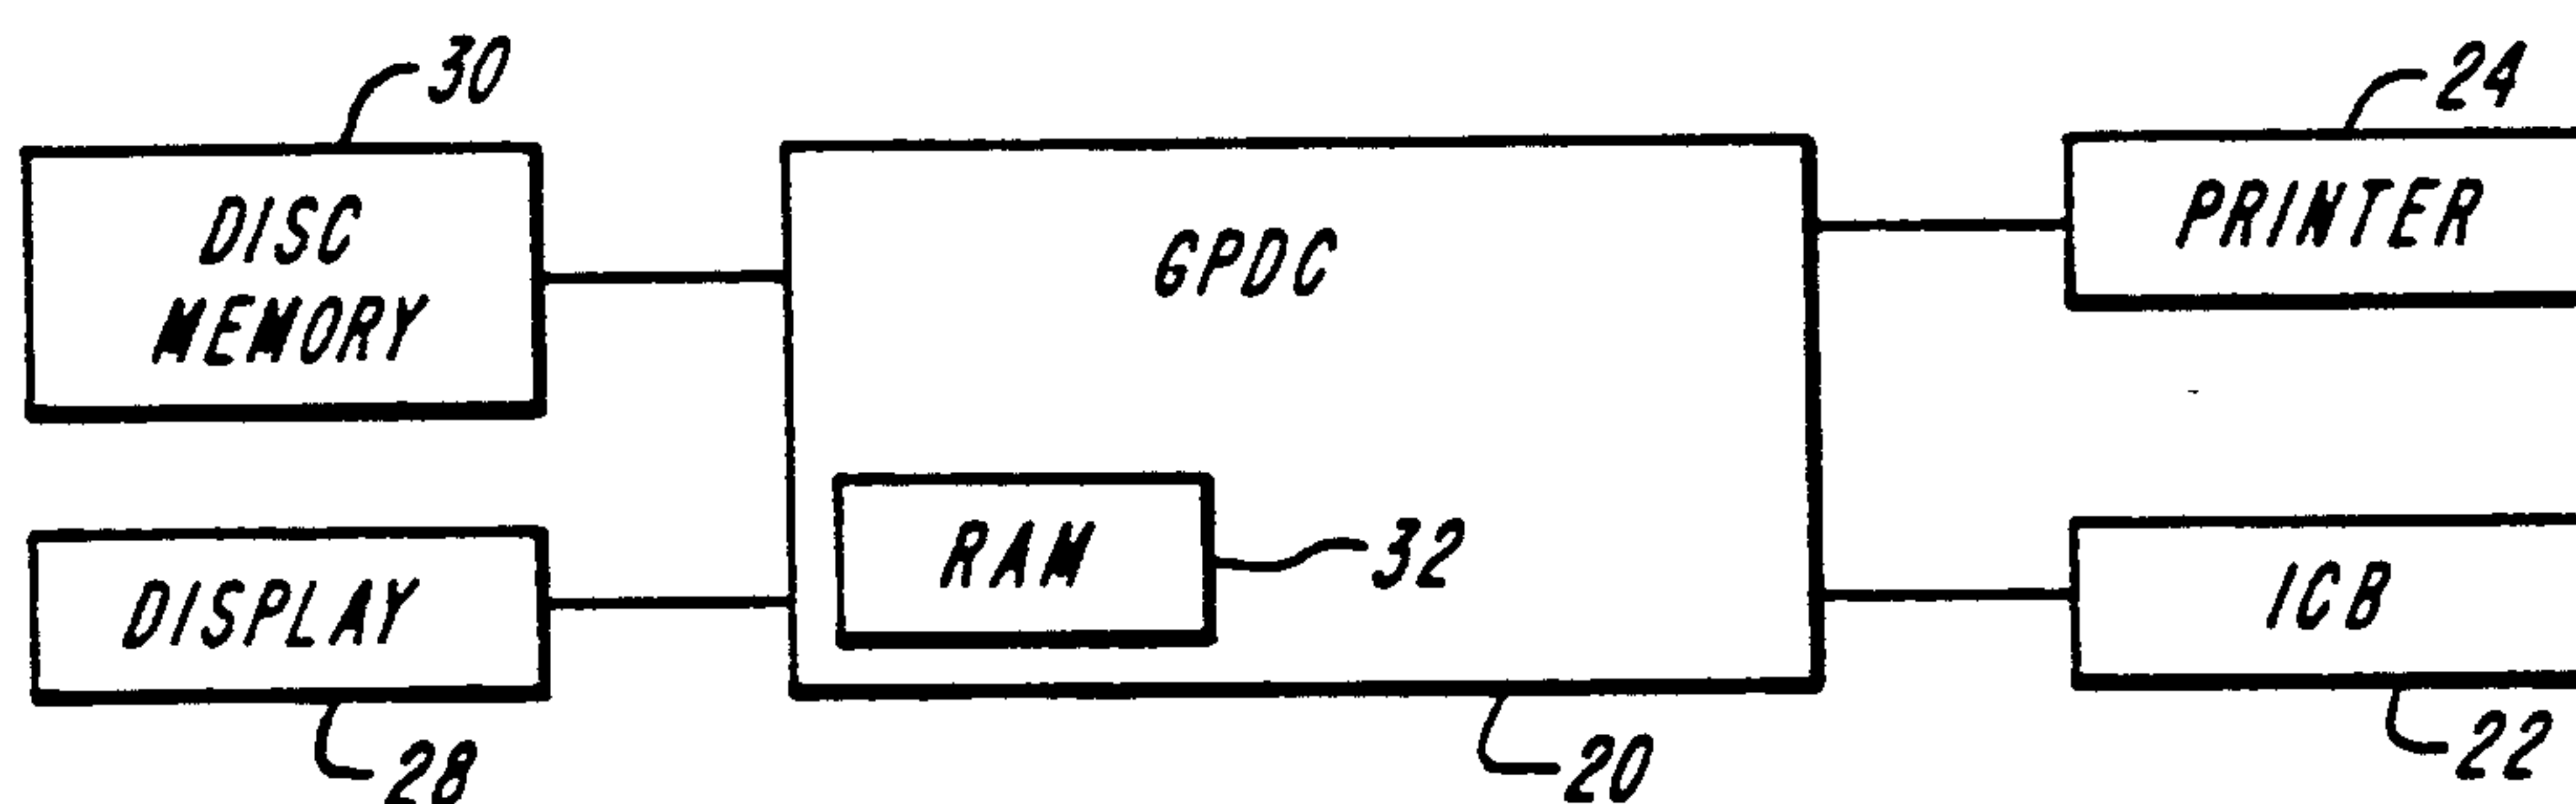 30
24
DISC
MEMORY
GPDC
PRINTER
RAM
32
DISPLAY
ICB
28
20
22